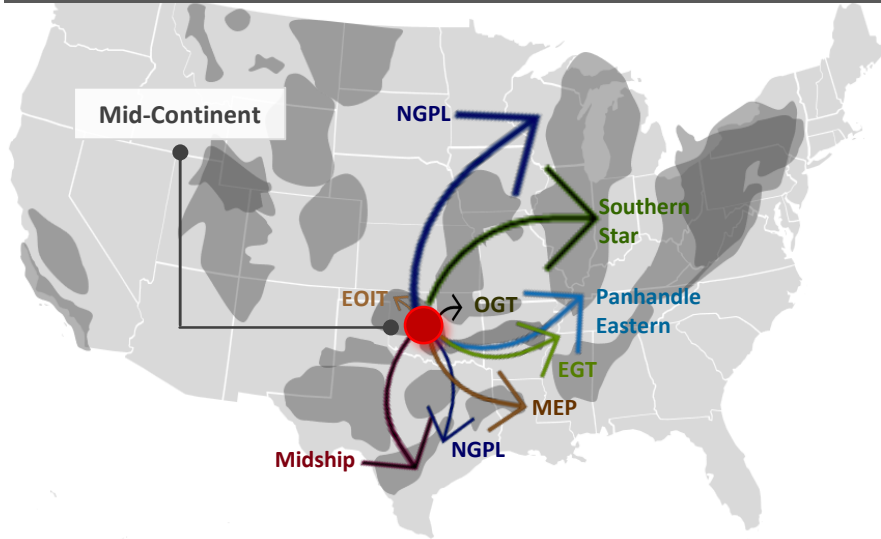 Mid-Continent
NGPL
Southern
Star
EOIT
OGT
Panhandle
Eastern
EGT
MEP
NGPL
Midship